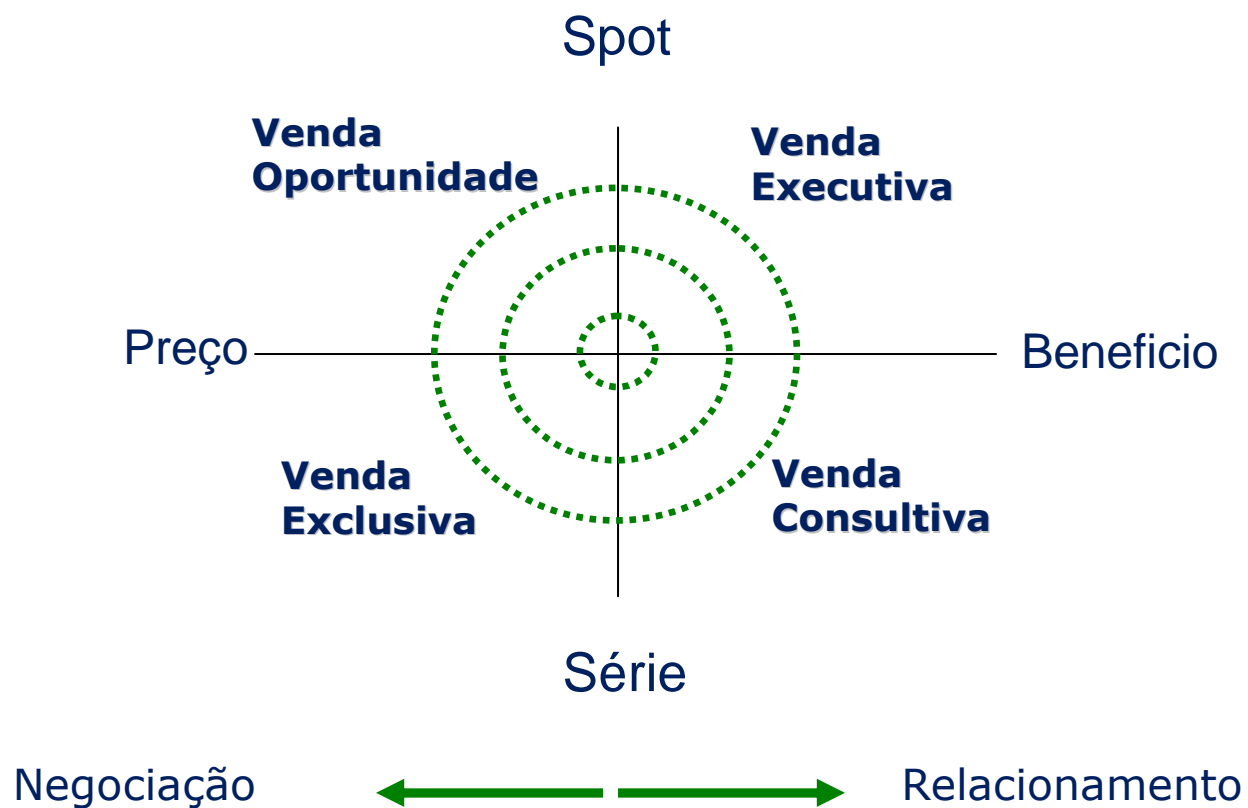 Spot
Venda
Oportunidade
Venda
Executiva
Preço
Beneficio
Venda
Exclusiva
Venda
Consultiva
Série
Negociação
Relacionamento